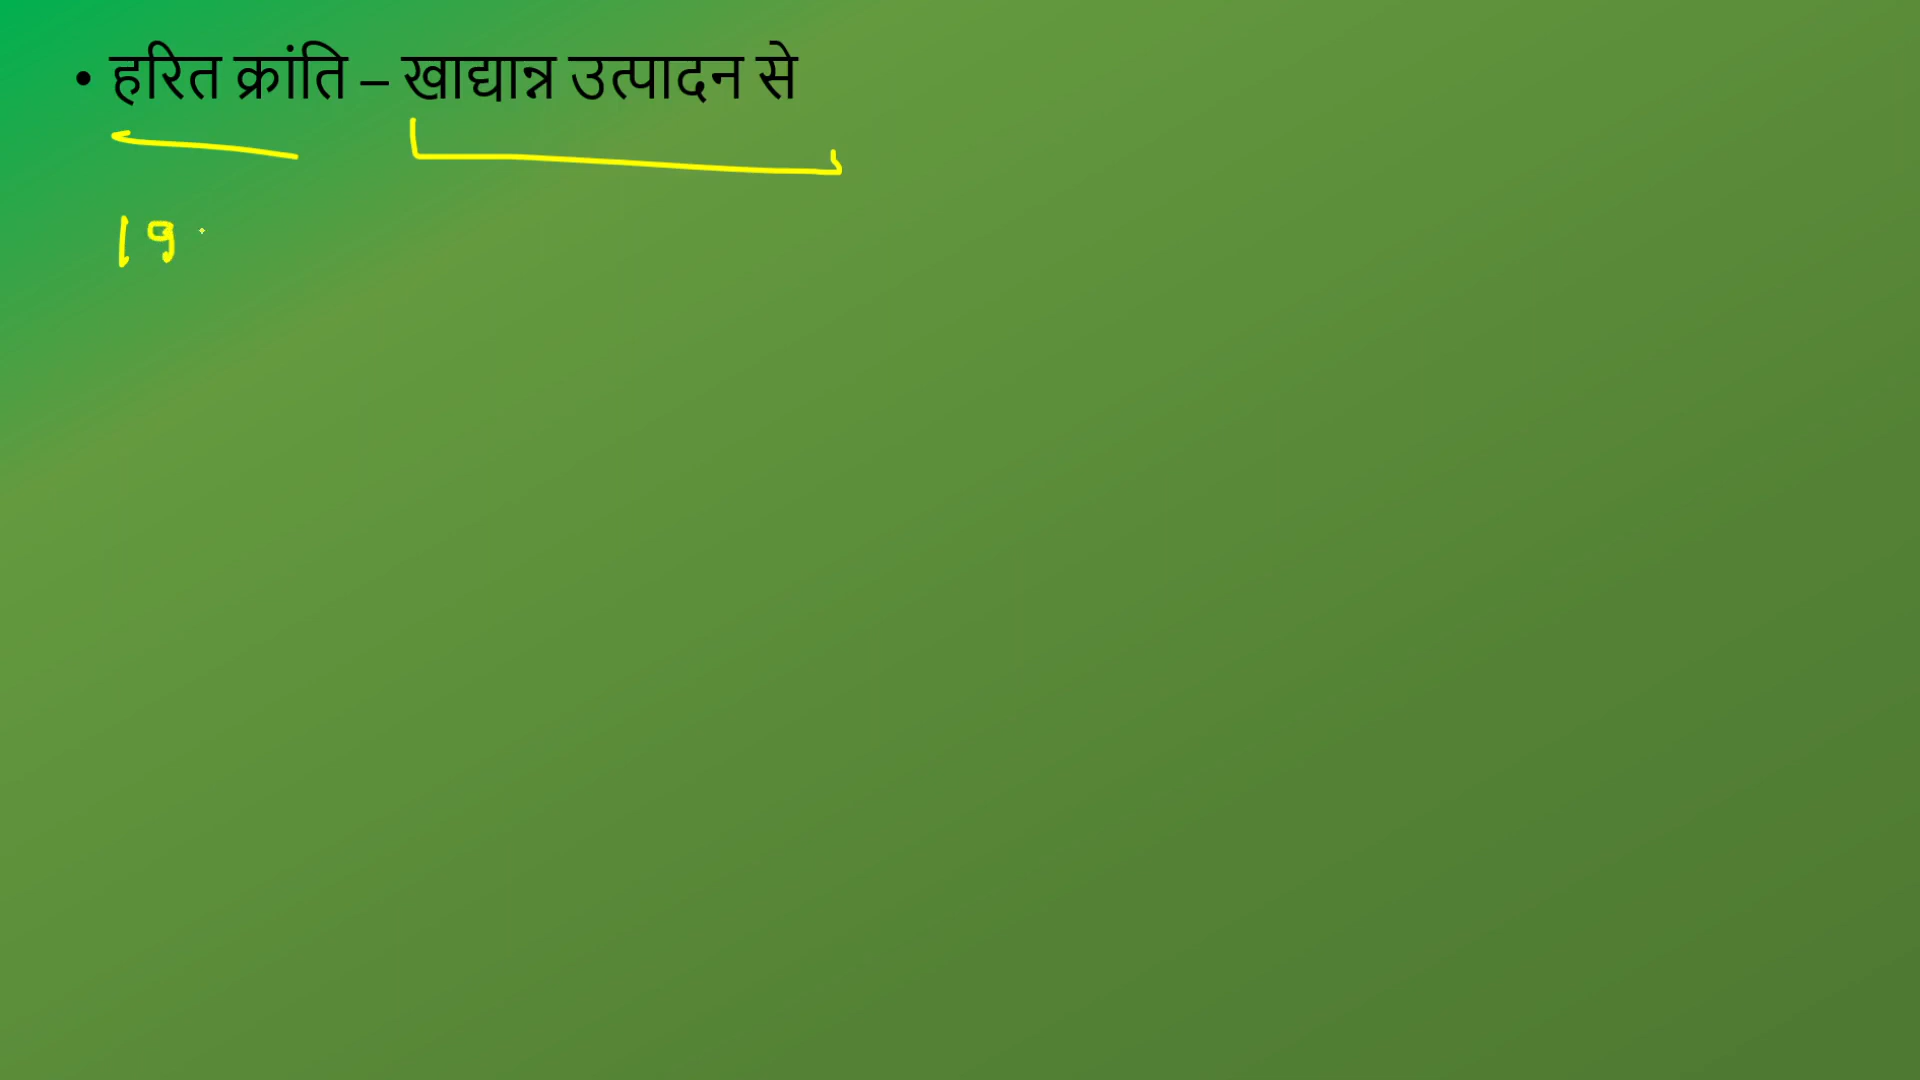 • हरित क्रांति – खाद्यान्न उत्पादन से
19